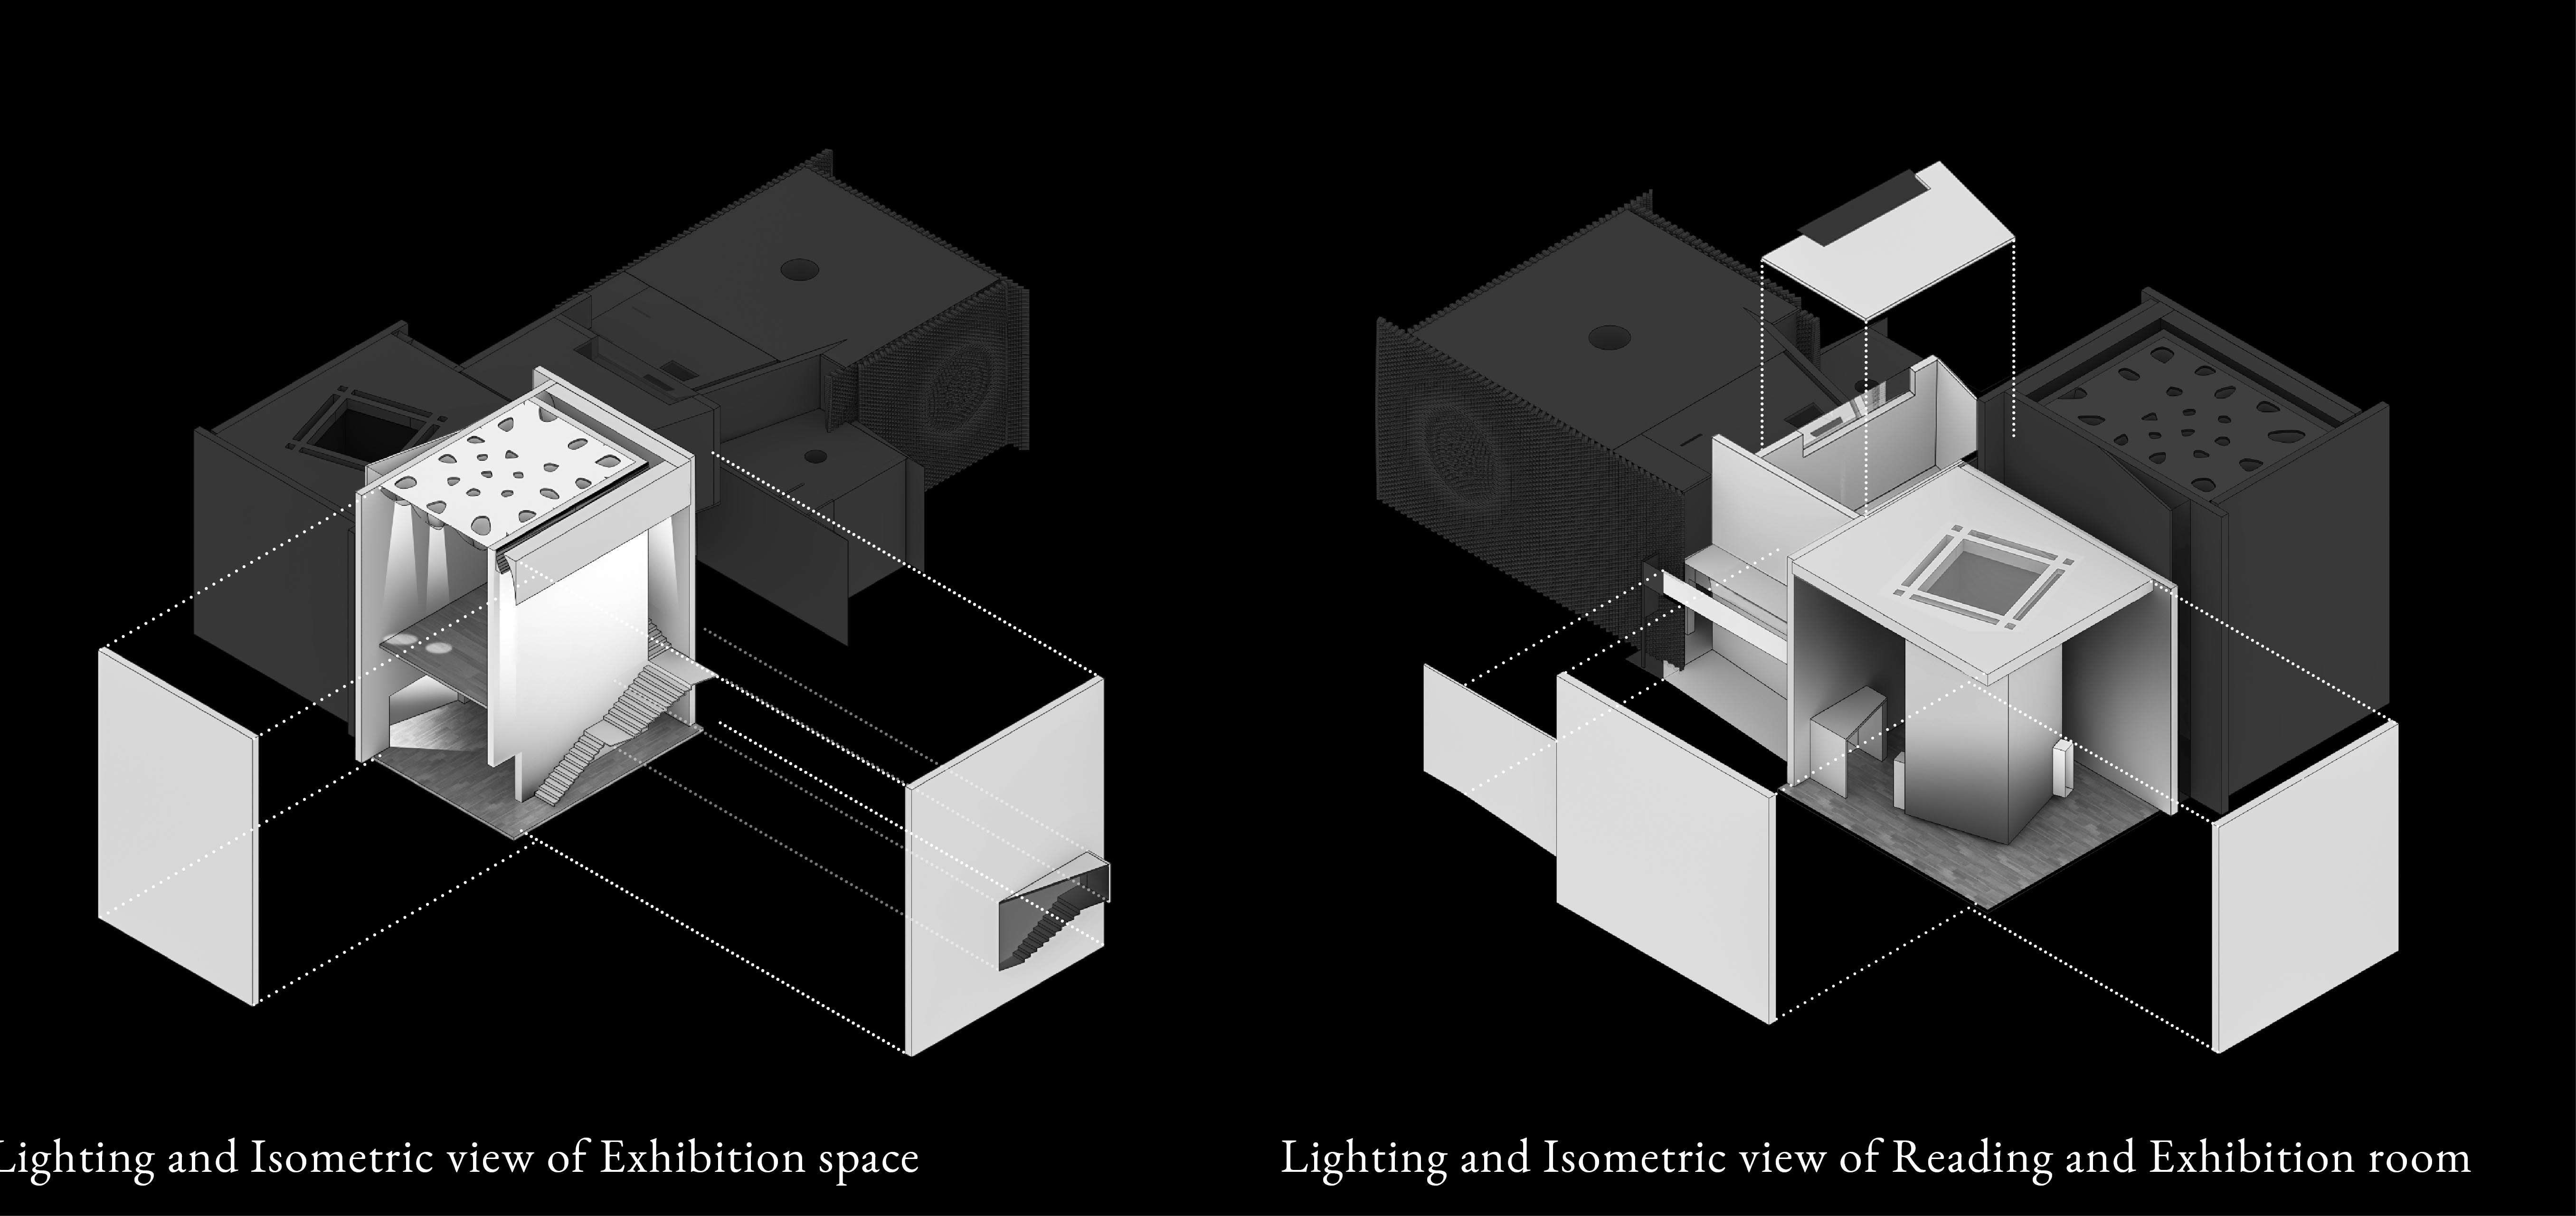 Lighting and Isometric view of Exhibition space
Lighting and Isometric view of Reading and Exhibition room